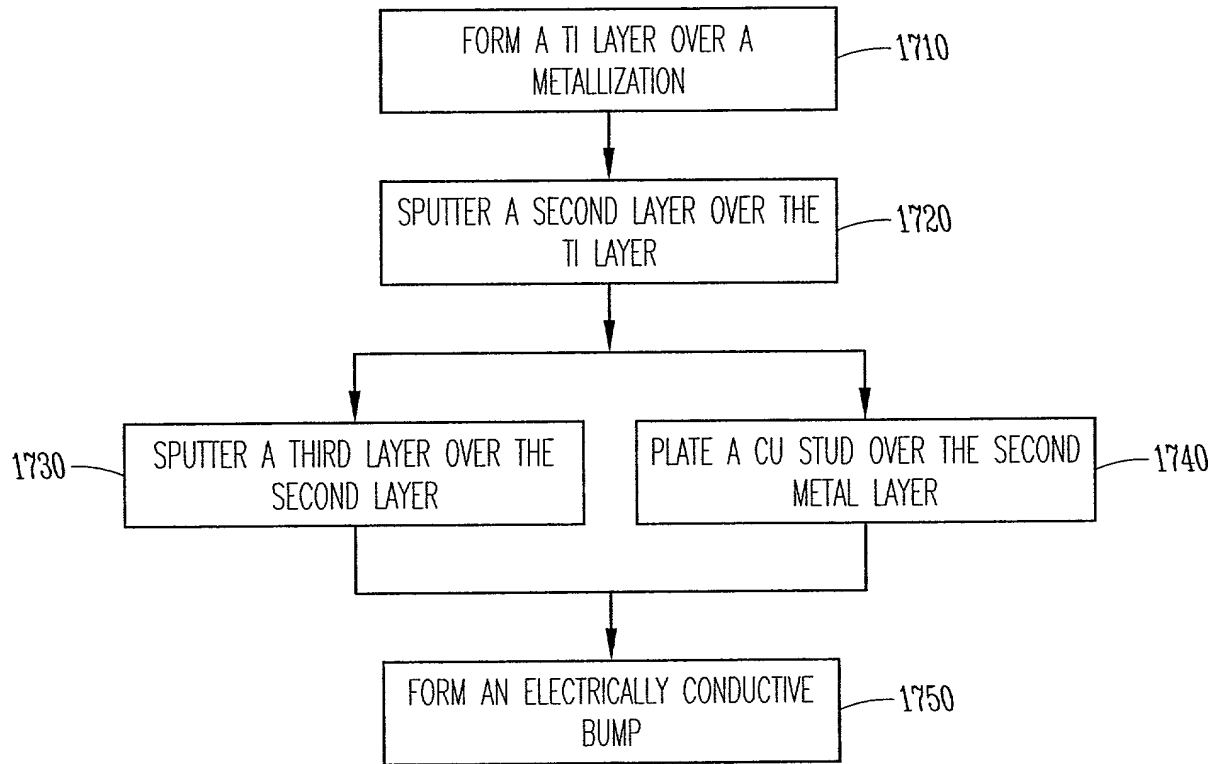 FORM A TI LAYER OVER A
METALLIZATION
1710
SPUTTER A SECOND LAYER OVER THE
TI LAYER
1720
1730
SPUTTER A THIRD LAYER OVER THE
SECOND LAYER
PLATE A CU STUD OVER THE SECOND
METAL LAYER
1740
FORM AN ELECTRICALLY CONDUCTIVE
BUMP
1750